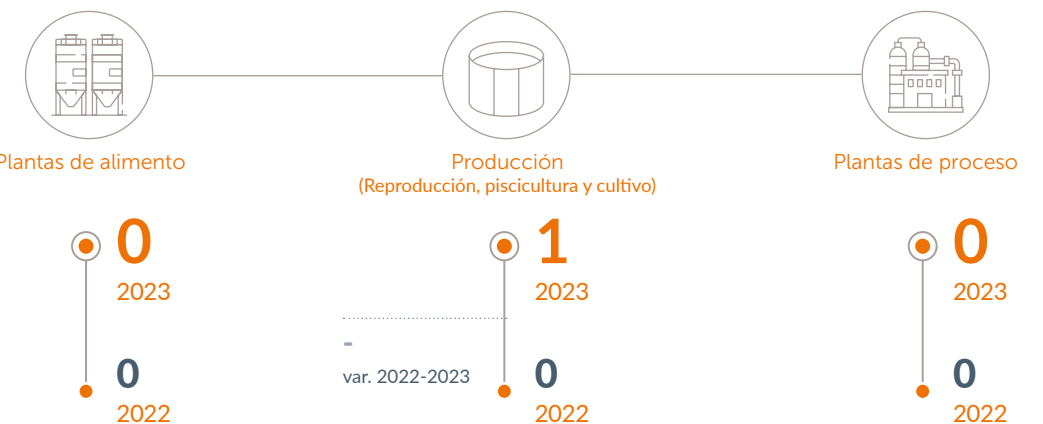 Plantas de alimento
0
2023
0
2022
Producción
(Reproducción, piscicultura y cultivo)
1
2023
-
var. 2022-2023
0
2022
Plantas de proceso
0
2023
0
2022